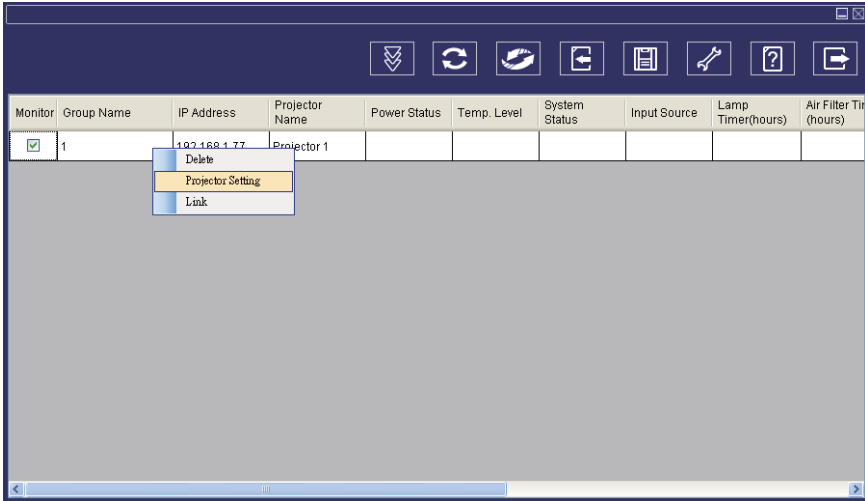 Monitor Group Name IP Address Projector Name Power Status Temp. Level System Status Input Source Lamp Timer(hours) Air Filter (hours)
1 192.168.1.77 Projector 1
Delete
Projector Setting
Link